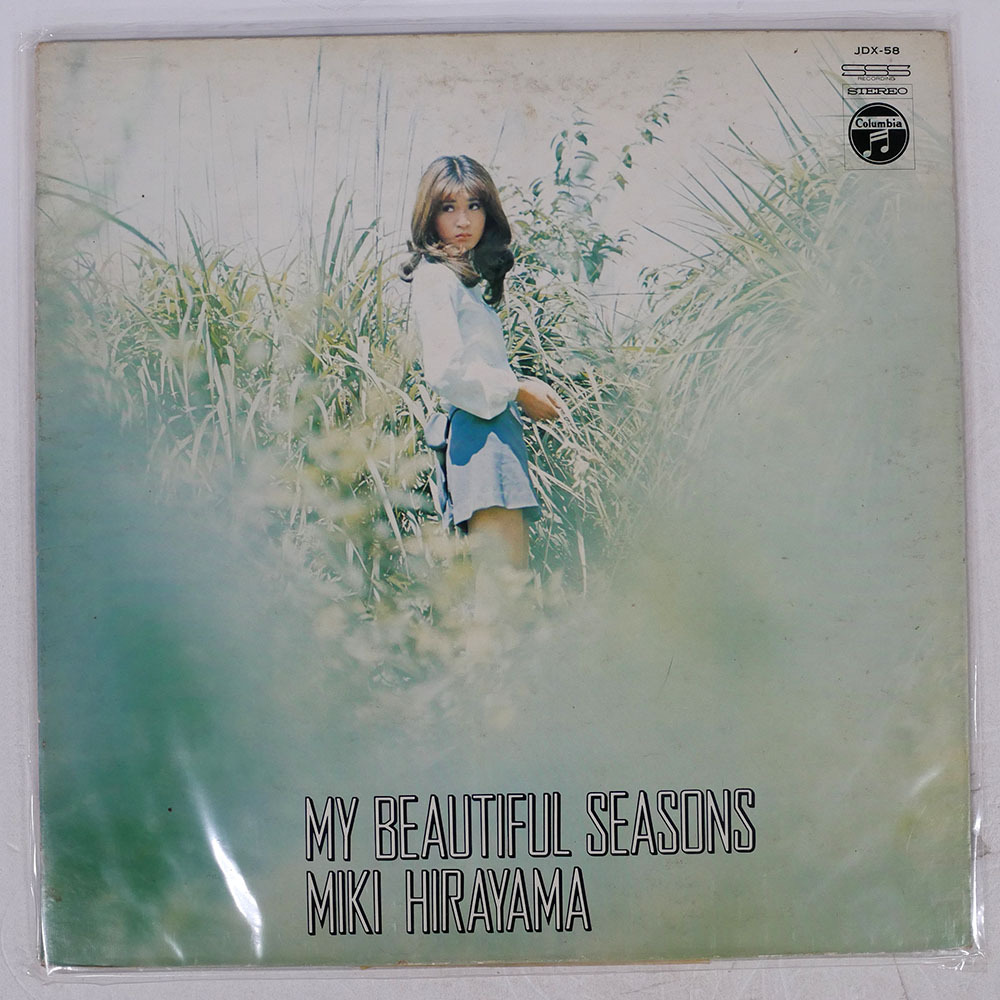 JDX-58
SSS
RECORDING
STEREO
Columbia
MY BEAUTIFUL SEASONS
MIKI HIRAYAMA